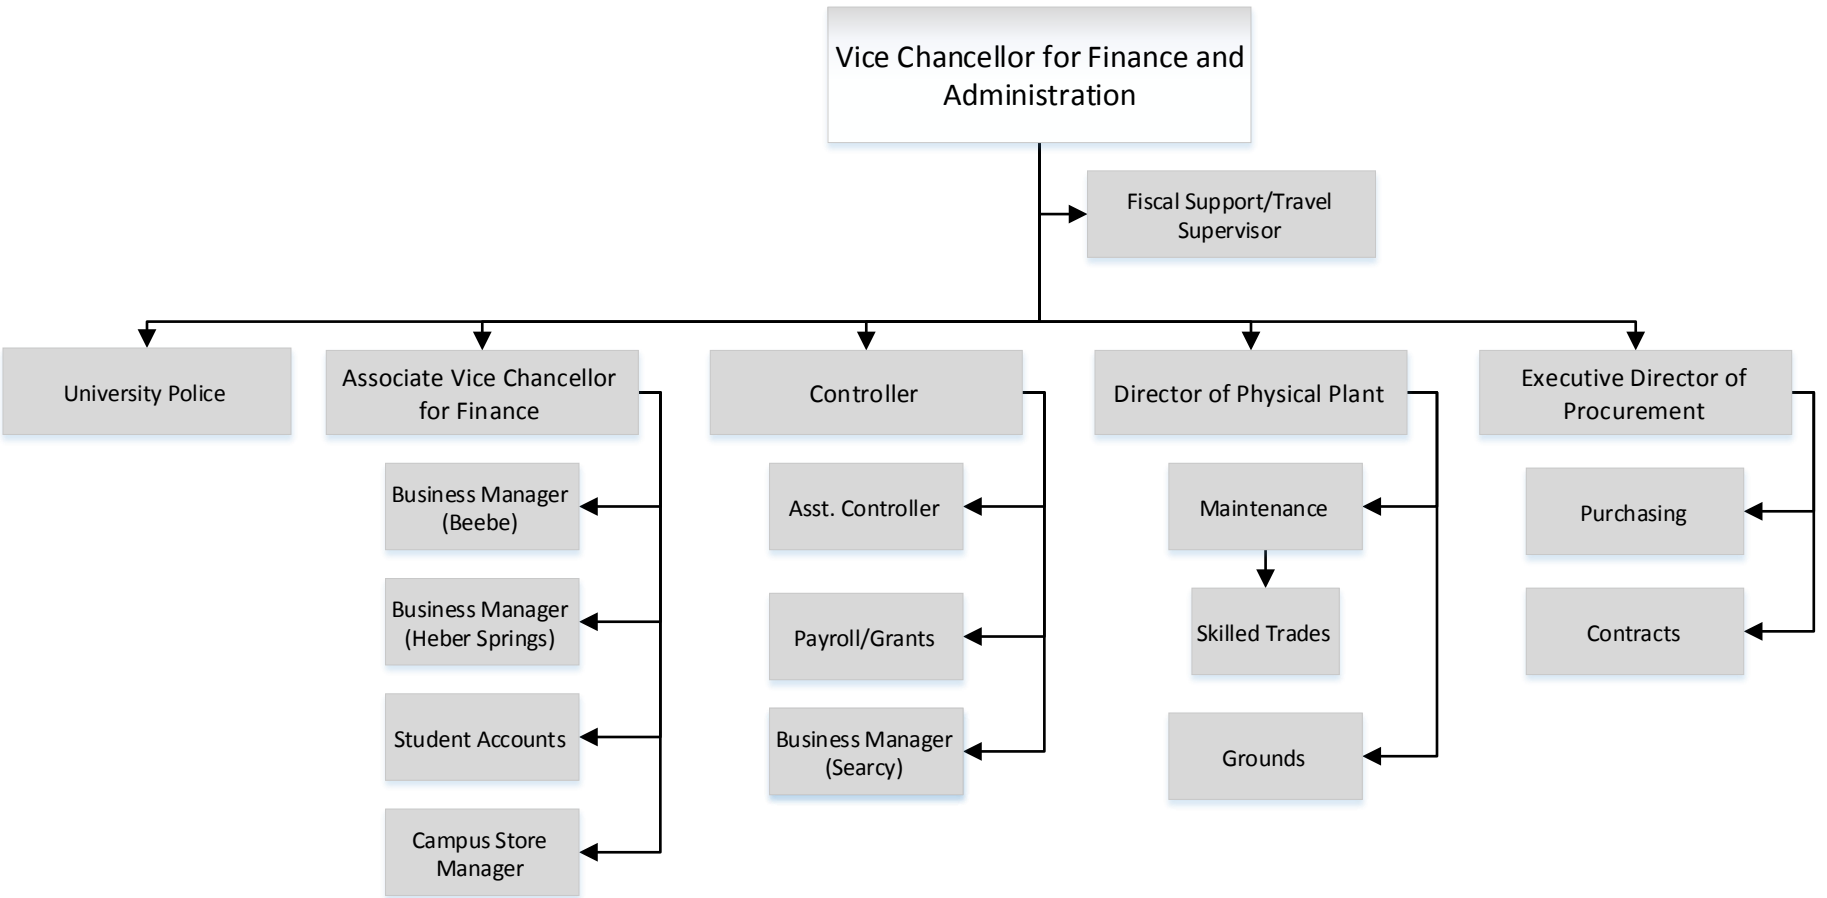 Vice Chancellor for Finance and
Administration
Fiscal Support/Travel
Supervisor
University Police
Associate Vice Chancellor
for Finance
Controller
Director of Physical Plant
Executive Director of
Procurement
Business Manager
(Beebe)
Business Manager
(Heber Springs)
Student Accounts
Campus Store
Manager
Asst. Controller
Payroll/Grants
Business Manager
(Searcy)
Maintenance
Skilled Trades
Grounds
Purchasing
Contracts